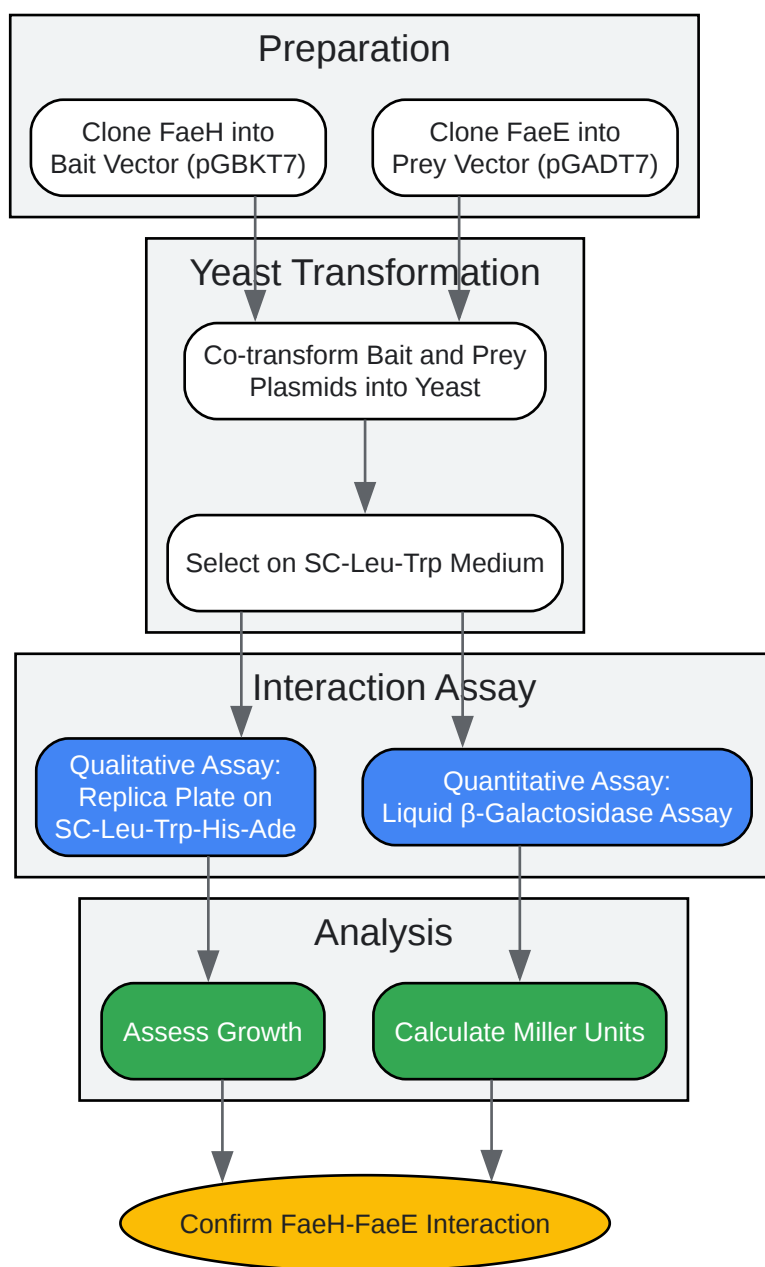 Preparation
Clone FaeH into
Bait Vector (pGBKT7)
Clone FaeE into
Prey Vector (pGADT7)
Yeast Transformation
Co-transform Bait and Prey
Plasmids into Yeast
Select on SC-Leu-Trp Medium
Interaction Assay
Qualitative Assay:
Replica Plate on
SC-Leu-Trp-His-Ade
Quantitative Assay:
Liquid β-Galactosidase Assay
Analysis
Assess Growth
Calculate Miller Units
Confirm FaeH-FaeE Interaction